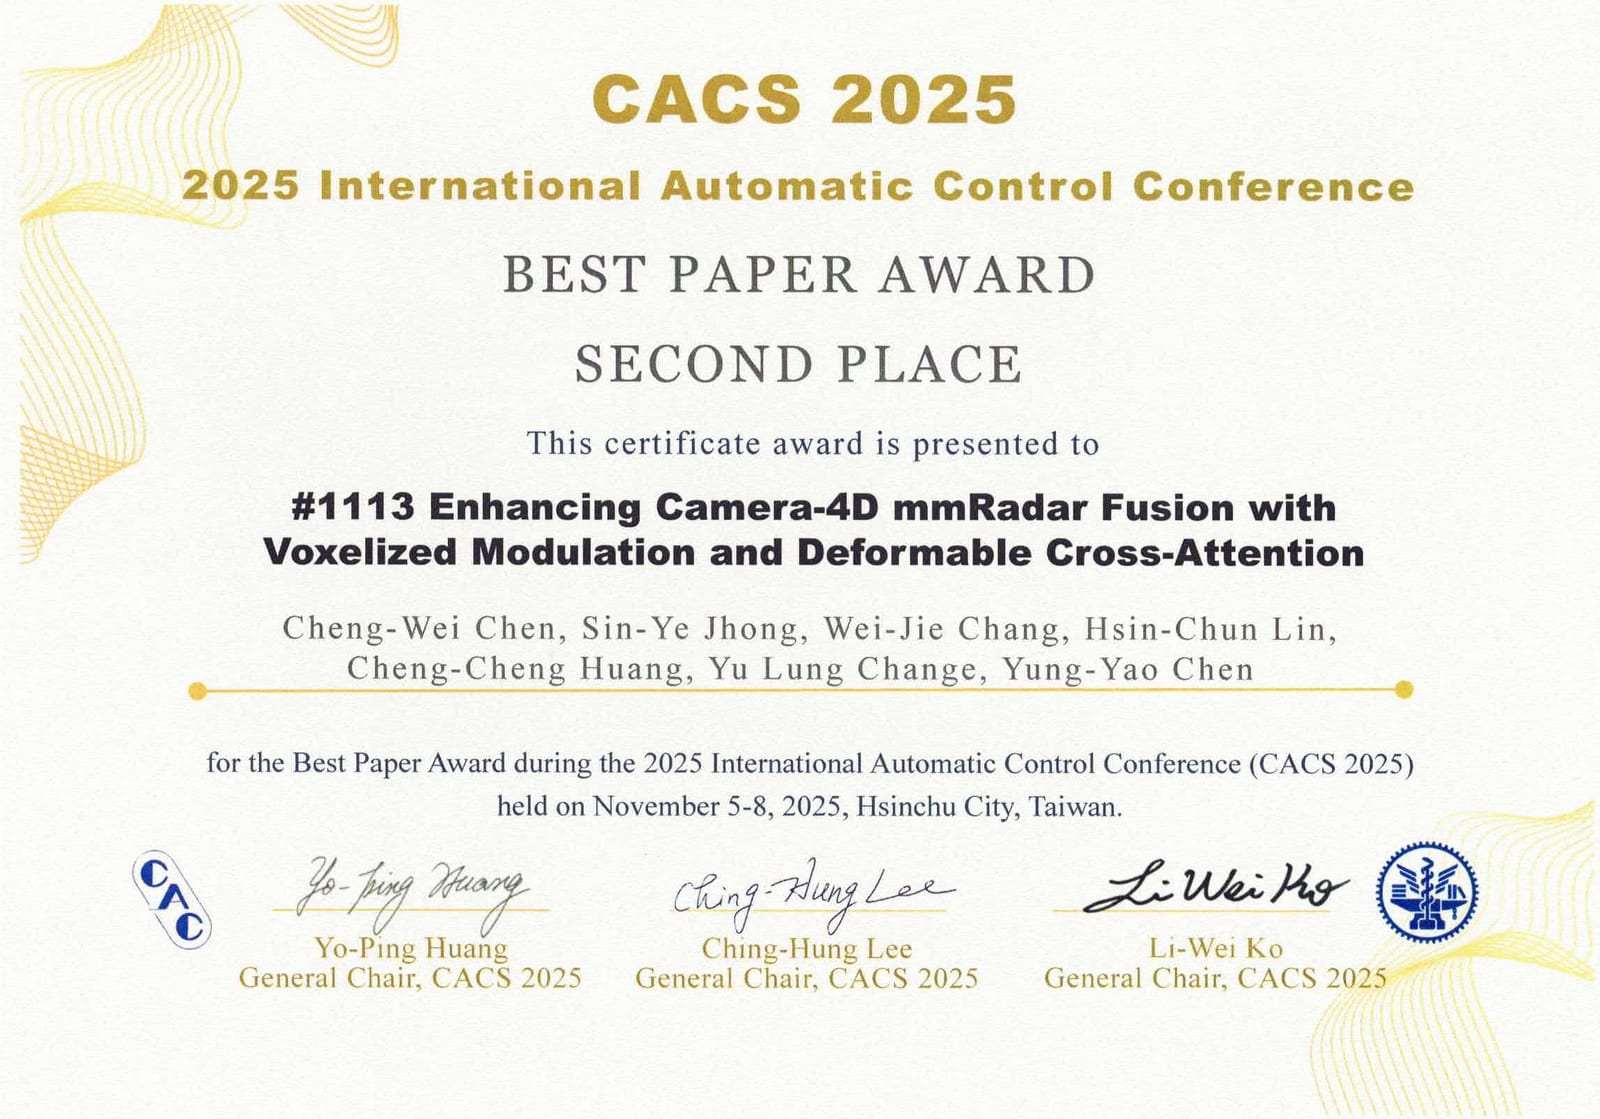 CACS 2025
2025 International Automatic Control Conference
BEST PAPER AWARD
SECOND PLACE
This certificate award is presented to
#1113 Enhancing Camera-4D mmRadar Fusion with
Voxelized Modulation and Deformable Cross-Attention
Cheng-Wei Chen, Sin-Ye Jhong, Wei-Jie Chang, Hsin-Chun Lin,
Cheng-Cheng Huang, Yu Lung Change, Yung-Yao Chen
for the Best Paper Award during the 2025 International Automatic Control Conference (CACS 2025)
held on November 5-8, 2025, Hsinchu City, Taiwan.
CAC
Yo-Ping Huang
Ching-Hung Lee
Li-Wei Ko
Yo-Ping Huang
General Chair, CACS 2025
Ching-Hung Lee
General Chair, CACS 2025
Li-Wei Ko
General Chair, CACS 2025